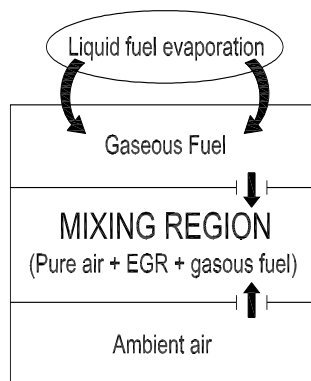 Liquid fuel evaporation
Gaseous Fuel
MIXING REGION
(Pure air + EGR + gasous fuel)
Ambient air